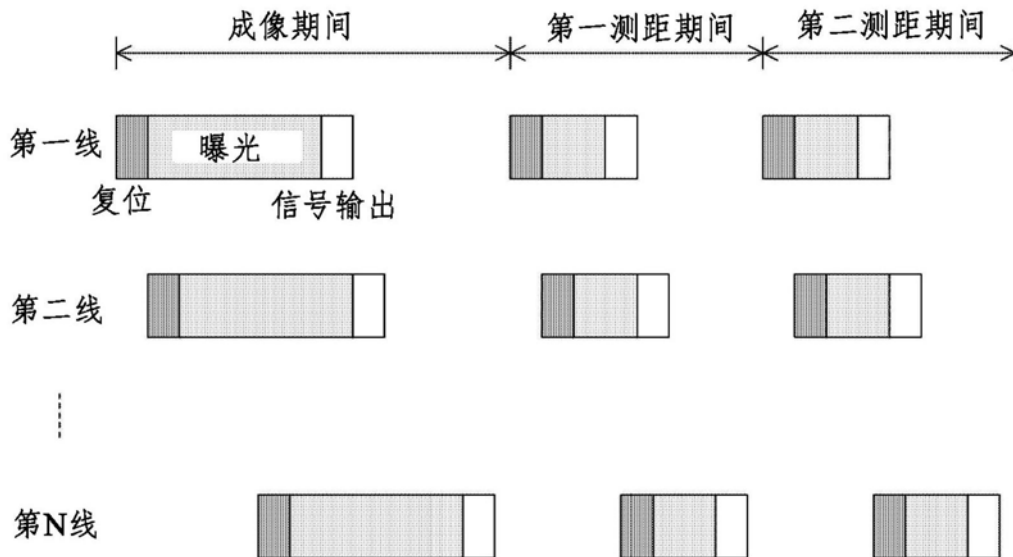 成像期间
第一测距期间
第二测距期间
第一线
曝光
复位
信号输出
第二线
第N线